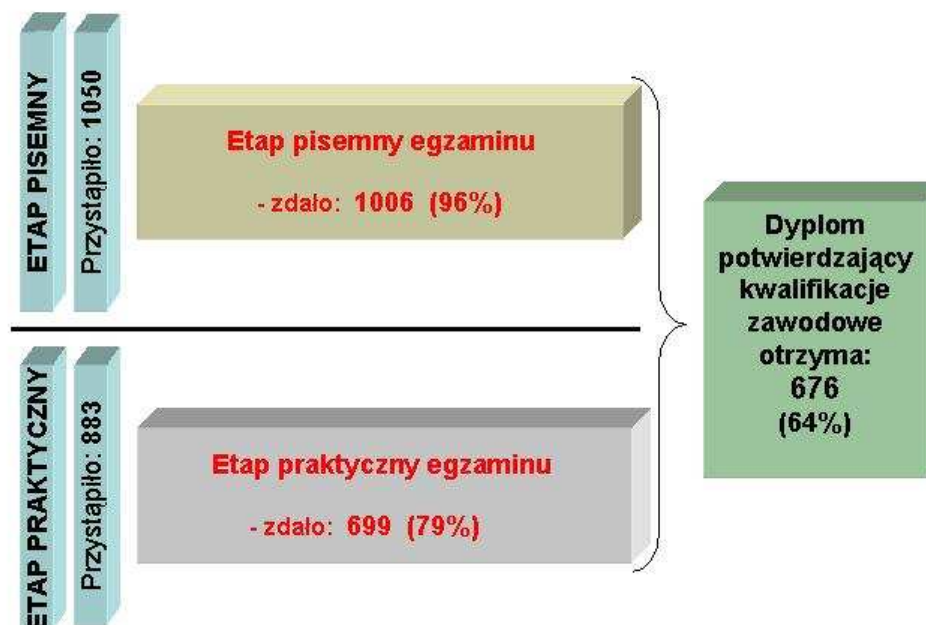 ETAP PISEMNY
Przystąpiło: 1050
Etap pisemny egzaminu
- zdało: 1006 (96%)
ETAP PRAKTYCZNY
Przystąpiło: 883
Etap praktyczny egzaminu
- zdało: 699 (79%)
Dyplom
potwierdzający
kwalifikacje
zawodowe
otrzyma:
676
(64%)